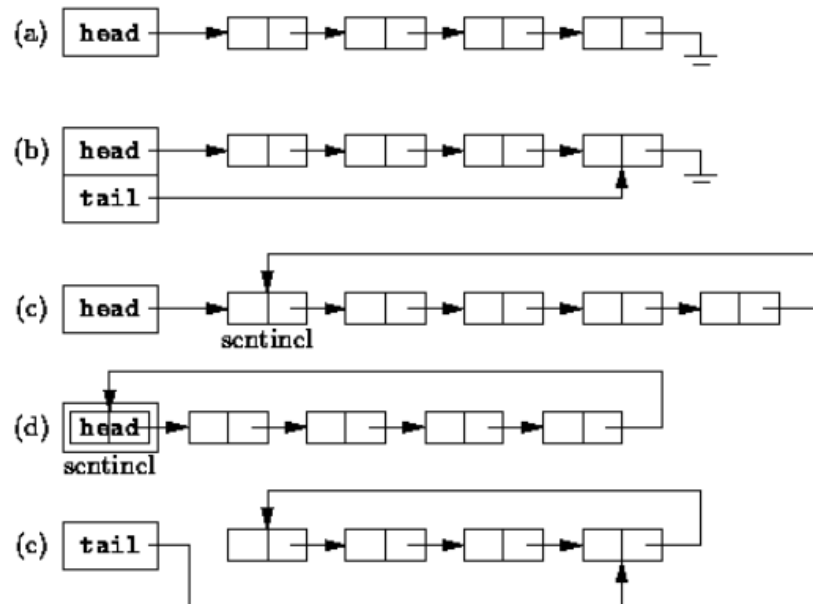 (a) head
(b) head
tail
(c) head
sentinel
(d) head
sentinel
(e) tail